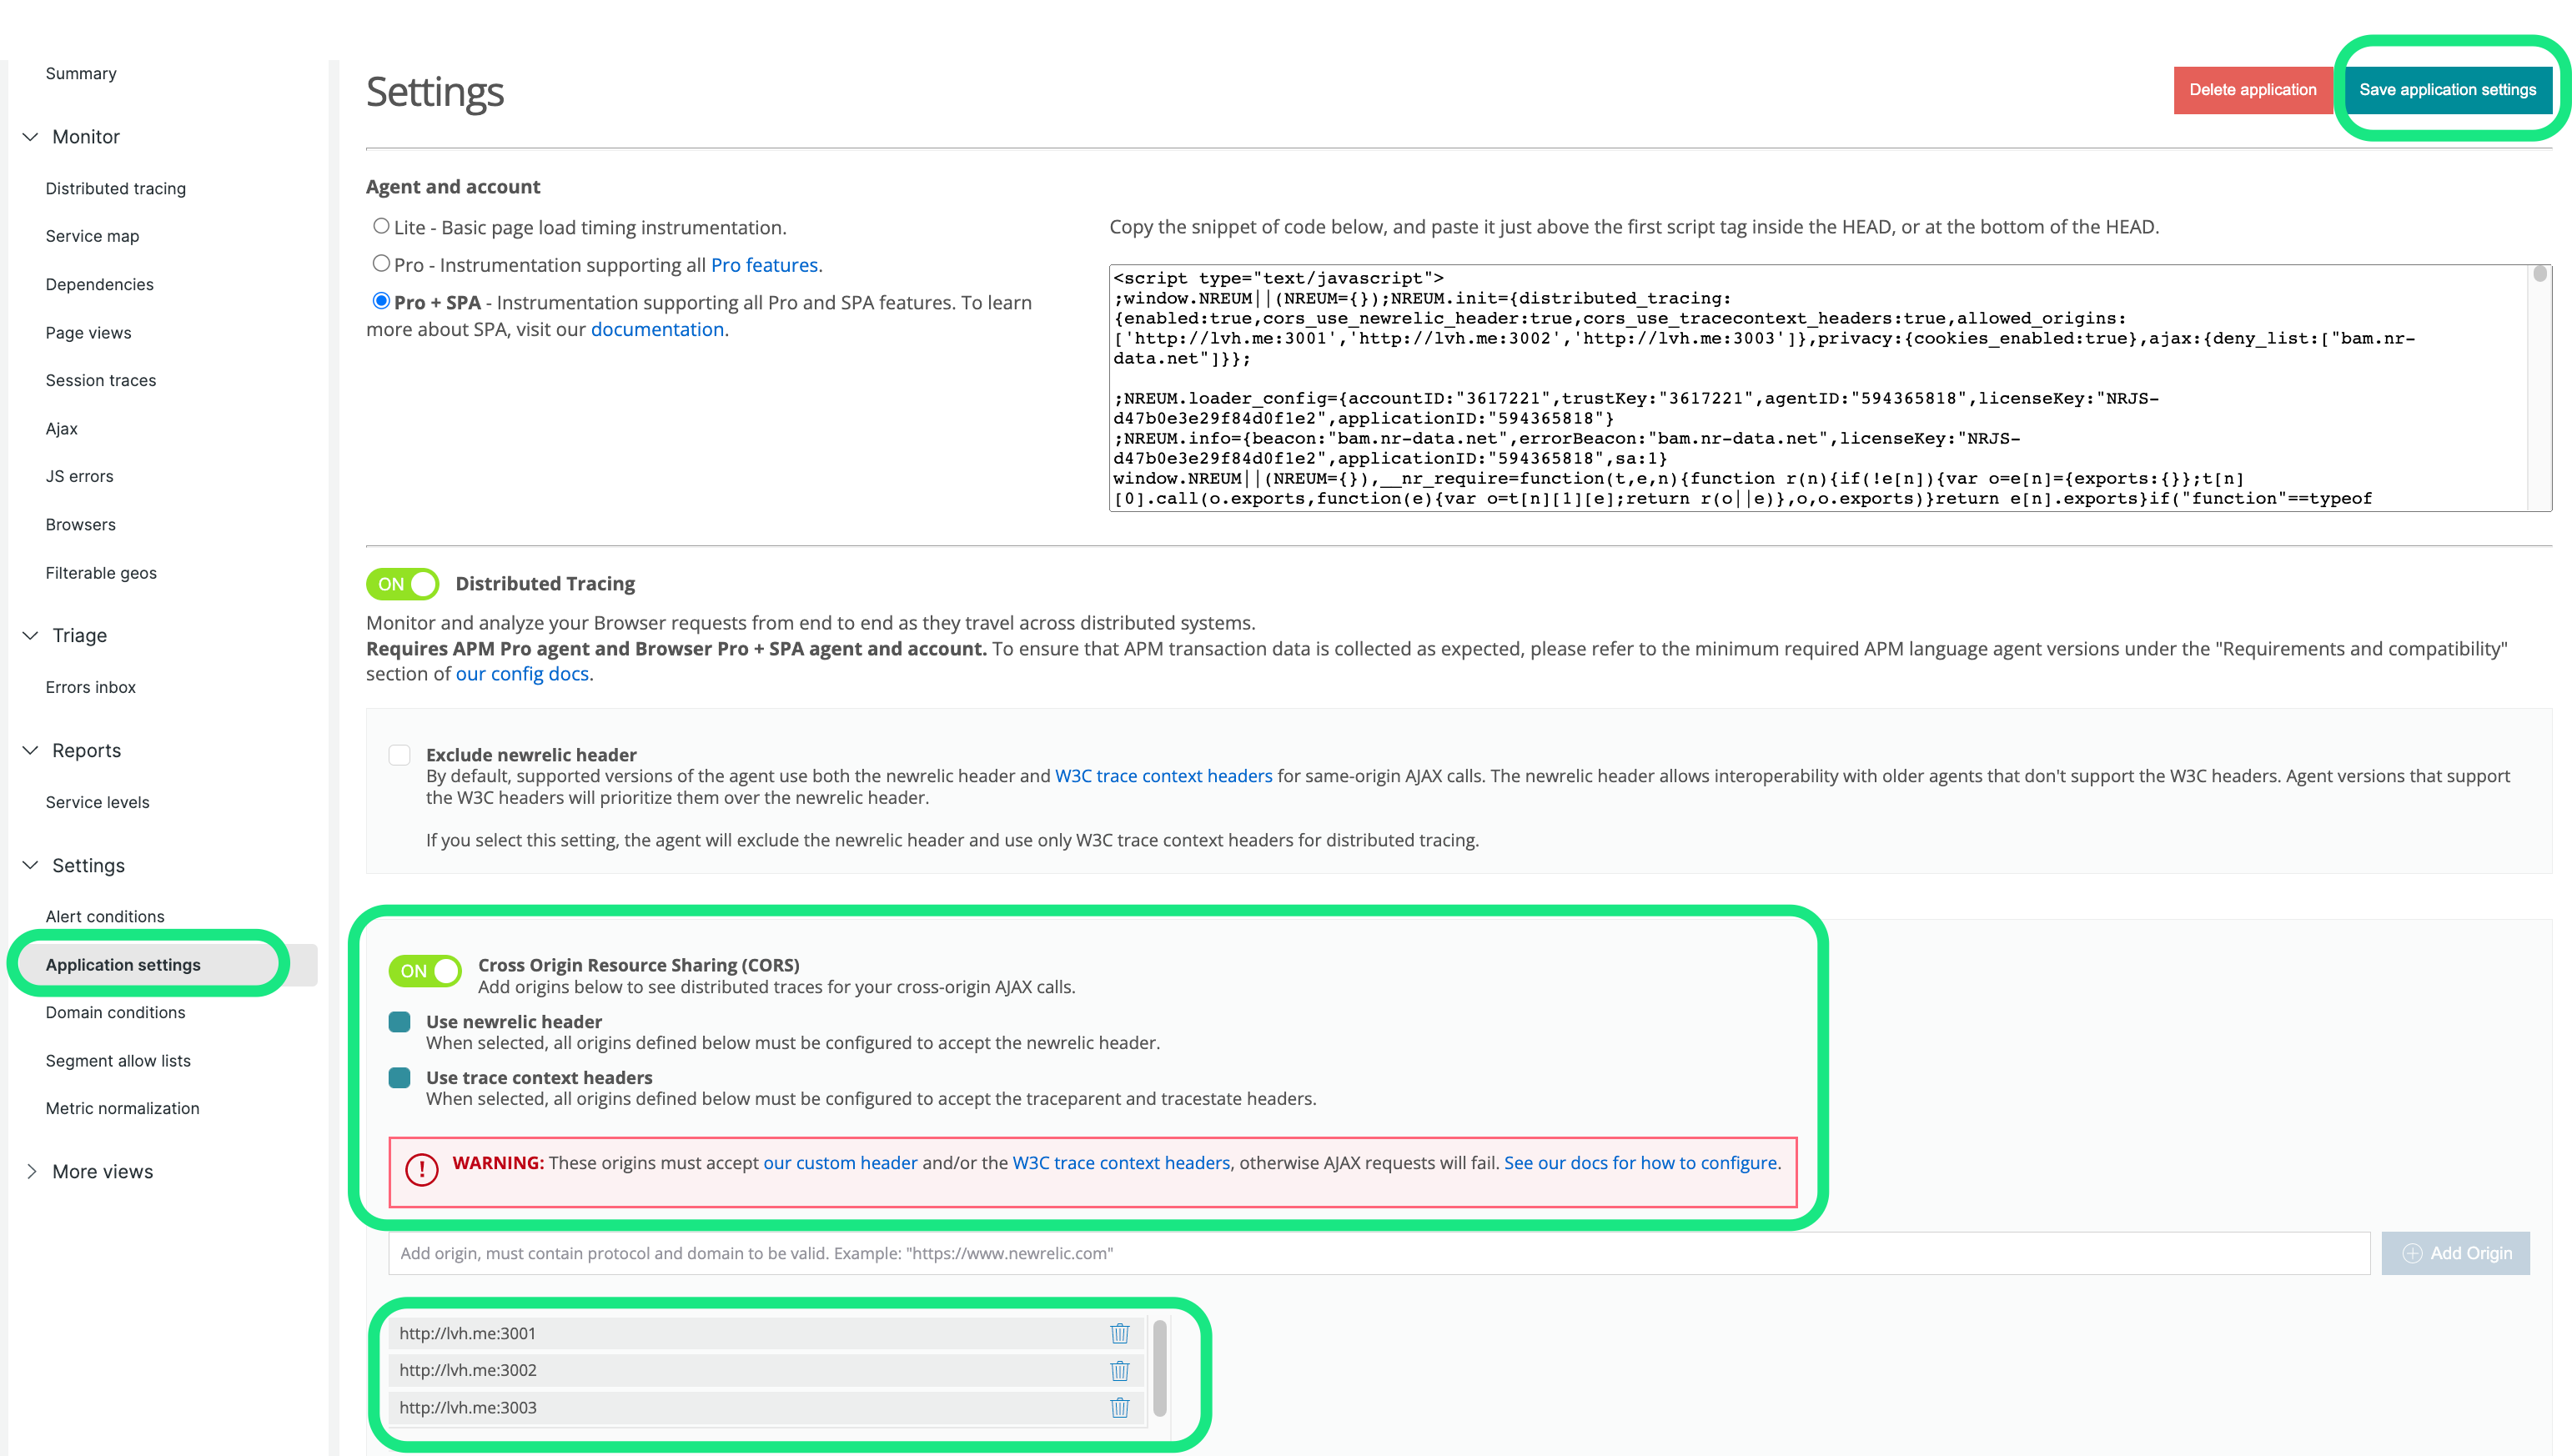 Summary
Monitor
Distributed tracing
Service map
Dependencies
Page views
Session traces
Ajax
JS errors
Browsers
Filterable geos
Triage
Errors inbox
Reports
Service levels
Settings
Alert conditions
Application settings
Domain conditions
Segment allow lists
Metric normalization
More views
Settings
Delete application
Save application settings
Agent and account
Lite - Basic page load timing instrumentation.
Pro - Instrumentation supporting all Pro features.
Pro + SPA - Instrumentation supporting all Pro and SPA features. To learn
more about SPA, visit our documentation.
Copy the snippet of code below, and paste it just above the first script tag inside the HEAD, or at the bottom of the HEAD.
<script type="text/javascript">
;window.NREUM||(NREUM={});NREUM.init={distributed_tracing:
{enabled:true,cors_use_newrelic_header:true,cors_use_tracecontext_headers:true,allowed_origins:
['http://lvh.me:3001','http://lvh.me:3002','http://lvh.me:3003']},privacy:{cookies_enabled:true},ajax:{deny_list:["bam.nr-
data.net"]}};
;NREUM.loader_config={accountID:"3617221",trustKey:"3617221",agentID:"594365818",licenseKey:"NRJS-
d47b0e3e29f84d0f1e2",applicationID:"594365818"}
;NREUM.info={beacon:"bam.nr-data.net",errorBeacon:"bam.nr-data.net",licenseKey:"NRJS-
d47b0e3e29f84d0f1e2",applicationID:"594365818",sa:1}
window.NREUM||(NREUM={}),__nr_require=function(t,e,n){function r(n){if(!e[n]){var o=e[n]={exports:{}};t[n]
[0].call(o.exports,function(e){var o=t[n][1][e];return r(o||e)},o,o.exports)}return e[n].exports}if("function"==typeof
ON
Distributed Tracing
Monitor and analyze your Browser requests from end to end as they travel across distributed systems.
Requires APM Pro agent and Browser Pro + SPA agent and account. To ensure that APM transaction data is collected as expected, please refer to the minimum required APM language agent versions under the "Requirements and compatibility"
section of our config docs.
Exclude newrelic header
By default, supported versions of the agent use both the newrelic header and W3C trace context headers for same-origin AJAX calls. The newrelic header allows interoperability with older agents that don't support the W3C headers. Agent versions that support
the W3C headers will prioritize them over the newrelic header.
If you select this setting, the agent will exclude the newrelic header and use only W3C trace context headers for distributed tracing.
ON
Cross Origin Resource Sharing (CORS)
Add origins below to see distributed traces for your cross-origin AJAX calls.
Use newrelic header
When selected, all origins defined below must be configured to accept the newrelic header.
Use trace context headers
When selected, all origins defined below must be configured to accept the traceparent and tracestate headers.
WARNING: These origins must accept our custom header and/or the W3C trace context headers, otherwise AJAX requests will fail. See our docs for how to configure.
Add origin, must contain protocol and domain to be valid. Example: "https://www.newrelic.com"
Add Origin
http://lvh.me:3001
http://lvh.me:3002
http://lvh.me:3003